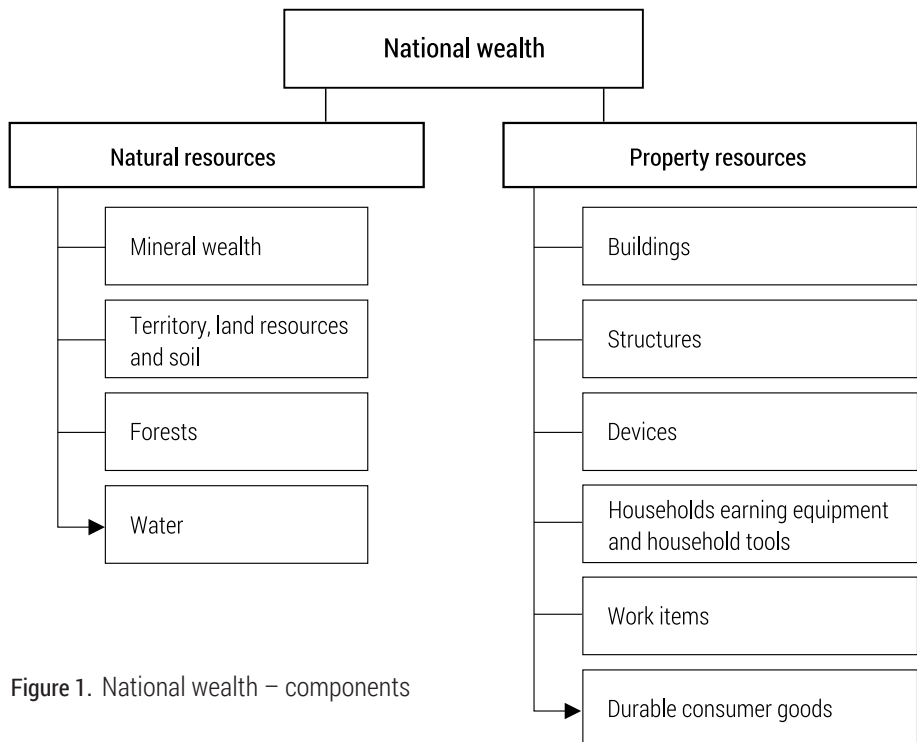 National wealth
Natural resources
Mineral wealth
Territory, land resources
and soil
Forests
Water
Property resources
Buildings
Structures
Devices
Households earning equipment
and household tools
Work items
Durable consumer goods
Figure 1. National wealth – components